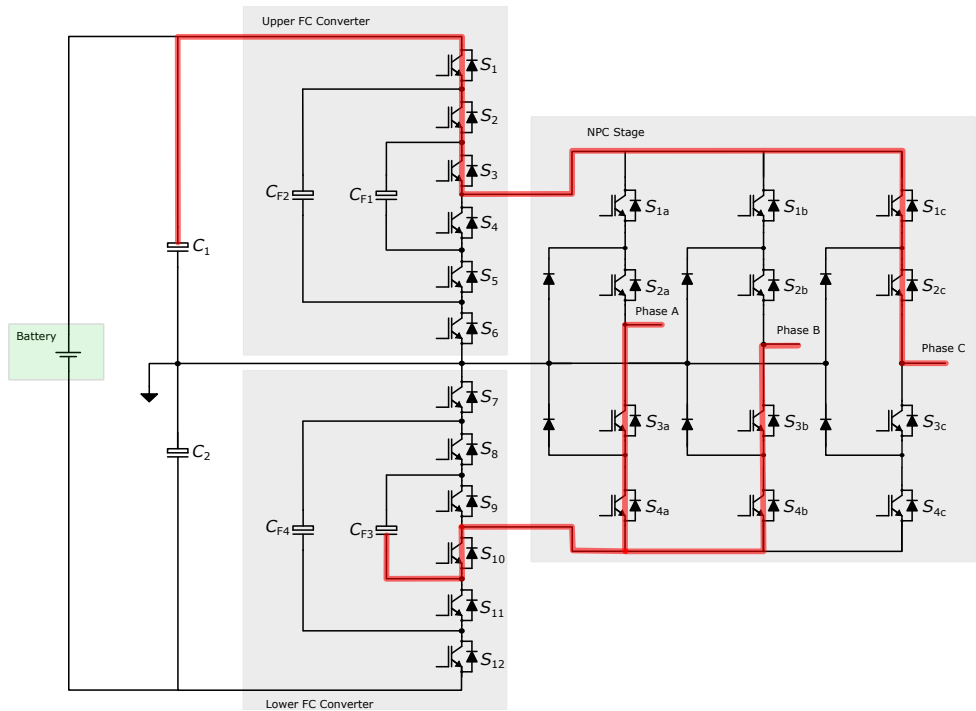 Upper FC Converter
S1
S2
NPC Stage
S3
CF2
CF1
S1a
S1b
S1c
S4
C1
S5
S2a
S2b
S2c
Phase A
S6
Battery
Phase B
Phase C
S7
S3a
S3b
S3c
S8
C2
S9
S4a
S4b
S4c
CF4
CF3
S10
S11
S12
Lower FC Converter